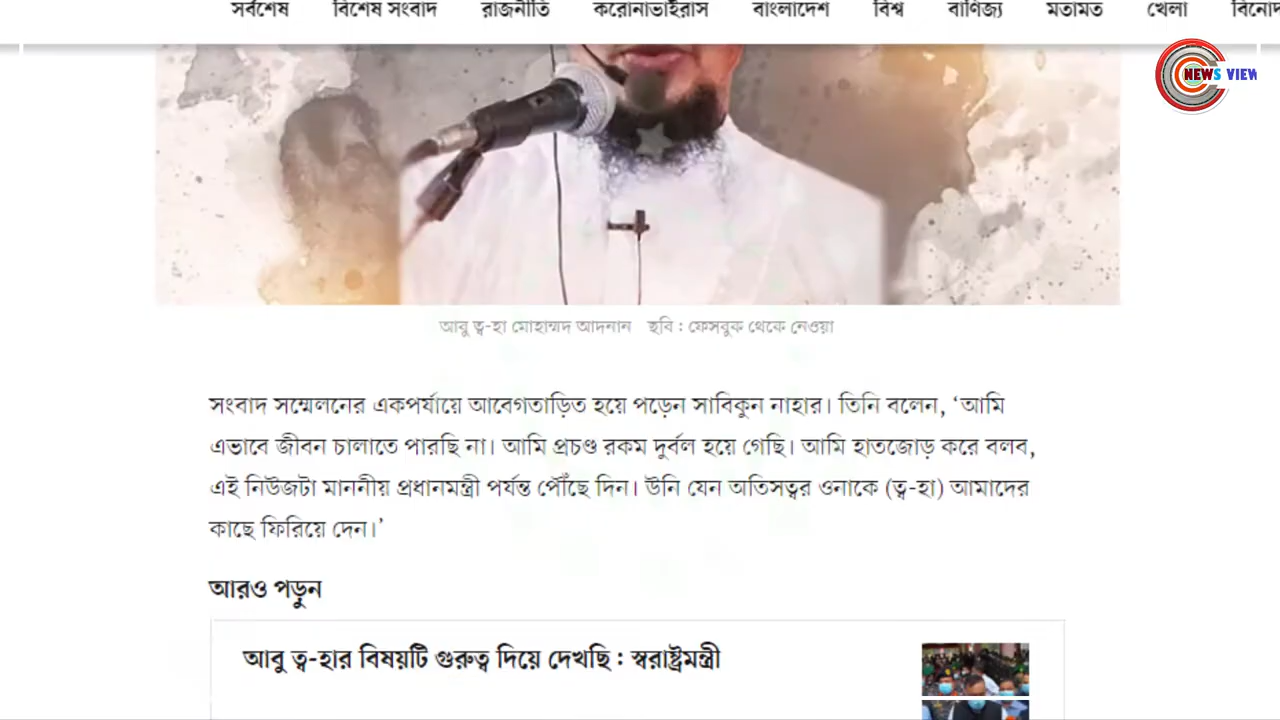 সর্বশেষ বিশেষ সংবাদ রাজনীতি করোনাভাইরাস বাংলাদেশ বিশ্ব বাণিজ্য মতামত খেলা বিনোদ
NEWS VIEW
আবু ত্ব-হা মোহাম্মদ আদনান ছবি : ফেসবুক থেকে নেওয়া
সংবাদ সম্মেলনের একপর্যায়ে আবেগতাড়িত হয়ে পড়েন সাবিকুন নাহার। তিনি বলেন, ‘আমি
এভাবে জীবন চালাতে পারছি না। আমি প্রচণ্ড রকম দুর্বল হয়ে গেছি। আমি হাতজোড় করে বলব,
এই নিউজটা মাননীয় প্রধানমন্ত্রী পর্যন্ত পৌঁছে দিন। উনি যেন অতিসত্বর ওনাকে (ত্ব-হা) আমাদের
কাছে ফিরিয়ে দেন।’
আরও পড়ুন
আবু ত্ব-হার বিষয়টি গুরুত্ব দিয়ে দেখছি : স্বরাষ্ট্রমন্ত্রী